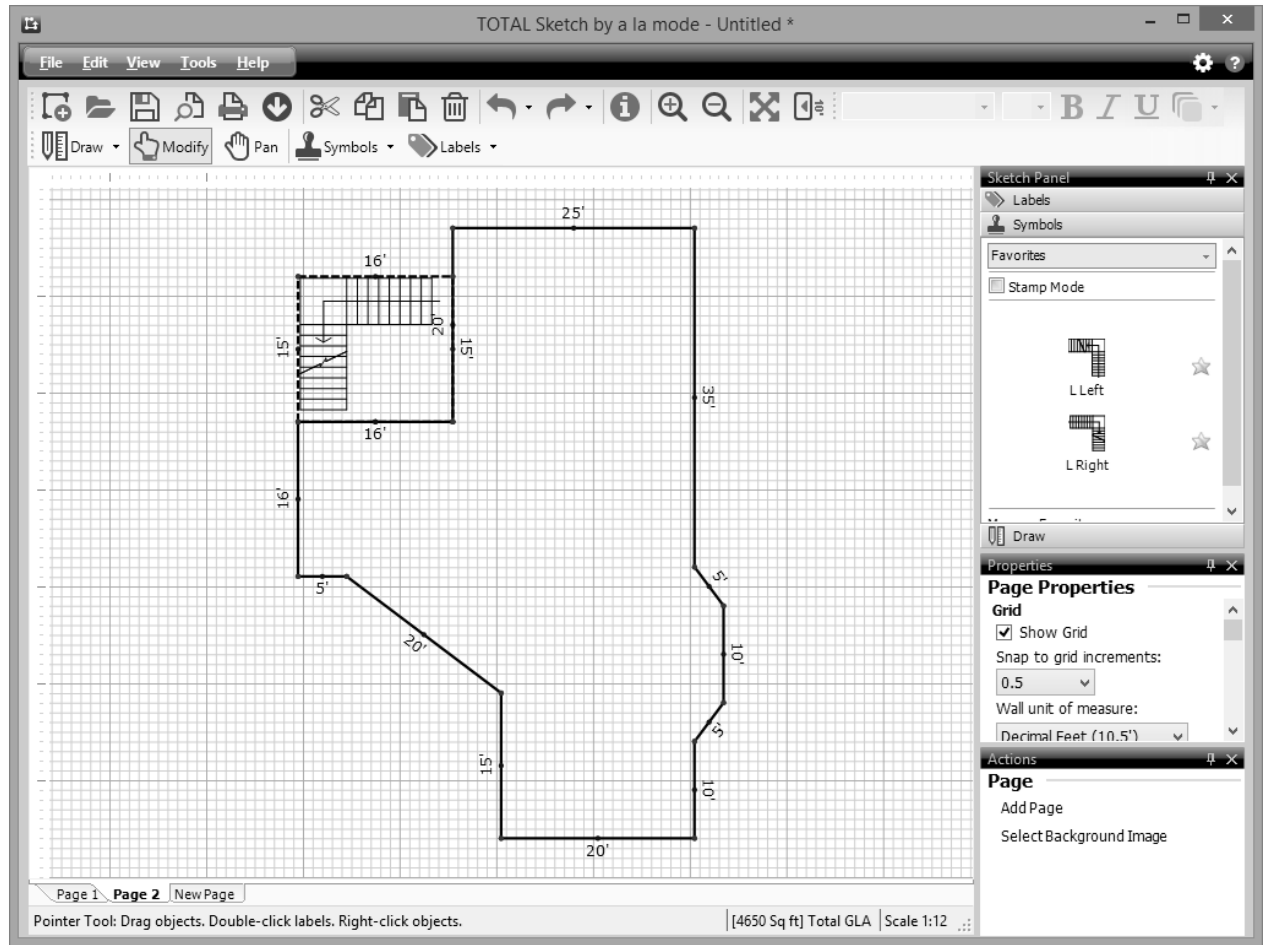 TOTAL Sketch by a la mode - Untitled *
File Edit View Tools Help
B I U
Draw Modify Pan Symbols Labels
25'
16'
20'
15'
15'
35'
16'
16'
5'
20'
5'
10'
5'
15'
10'
20'
Sketch Panel
Labels
Symbols
Favorites
Stamp Mode
L Left
L Right
Draw
Properties
Page Properties
Grid
Show Grid
Snap to grid increments:
0.5
Wall unit of measure:
Decimal Feet (10.5')
Actions
Page
Add Page
Select Background Image
Page 1 Page 2 New Page
Pointer Tool: Drag objects. Double-click labels. Right-click objects.
[4650 Sq ft] Total GLA Scale 1:12